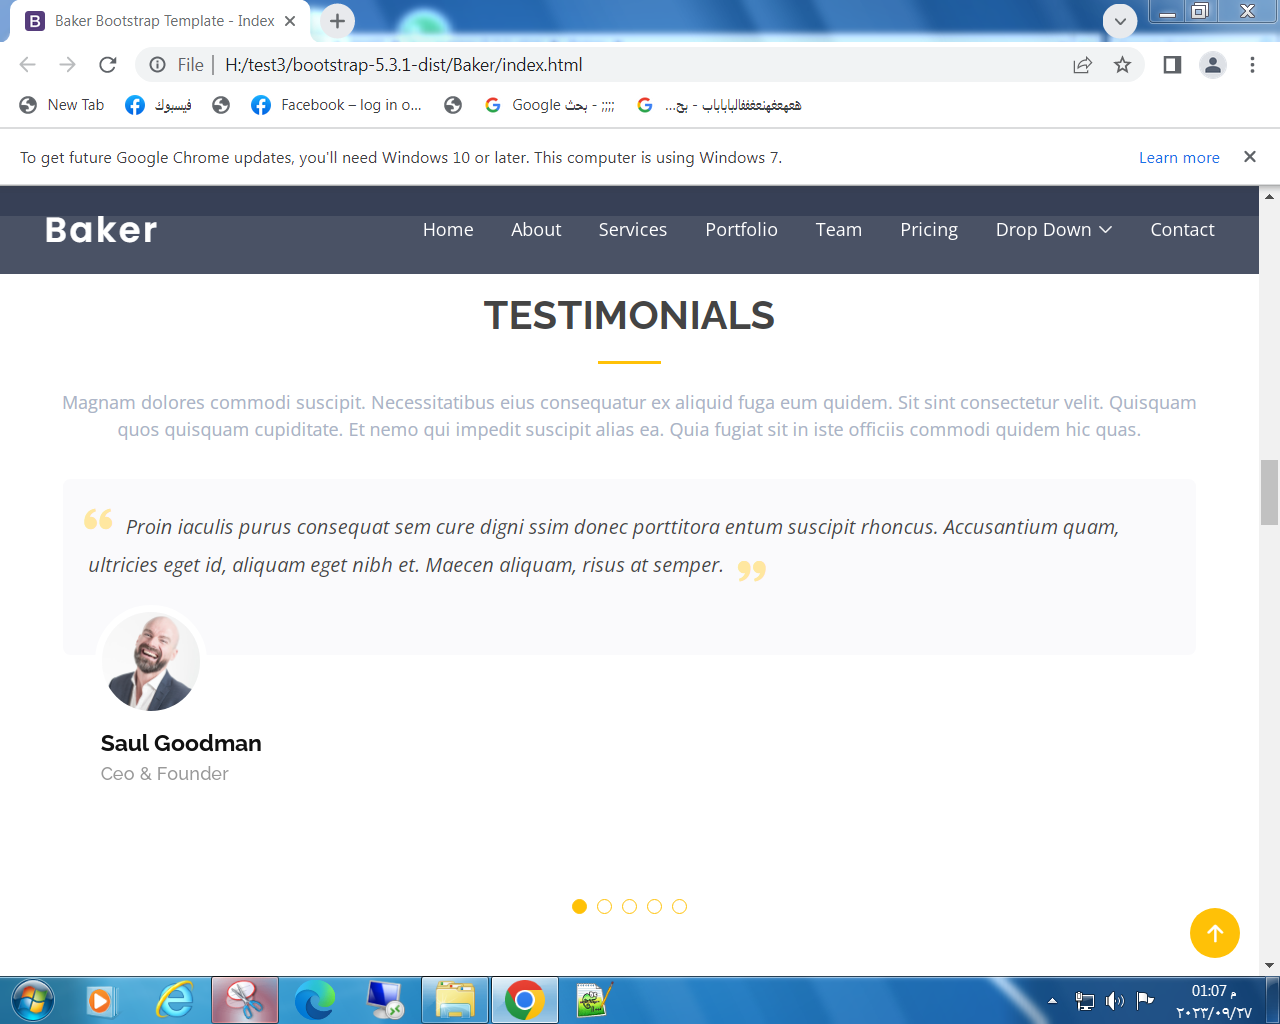 Baker Bootstrap Template - Index
File | H:/test3/bootstrap-5.3.1-dist/Baker/index.html
New Tab
فيسبوك
Facebook – log in o...
Google بحث - ;;;;
To get future Google Chrome updates, you'll need Windows 10 or later. This computer is using Windows 7.
Learn more
Baker
Home About Services Portfolio Team Pricing Drop Down Contact
TESTIMONIALS
Magnam dolores commodi suscipit. Necessitatibus eius consequatur ex aliquid fuga eum quidem. Sit sint consectetur velit. Quisquam
quos quisquam cupiditate. Et nemo qui impedit suscipit alias ea. Quia fugiat sit in iste officiis commodi quidem hic quas.
Proin iaculis purus consequat sem cure digni ssim donec porttitora entum suscipit rhoncus. Accusantium quam,
ultricies eget id, aliquam eget nibh et. Maecen aliquam, risus at semper.
Saul Goodman
Ceo & Founder
01:07 م
٢٠٢٣/٠٩/٢٧